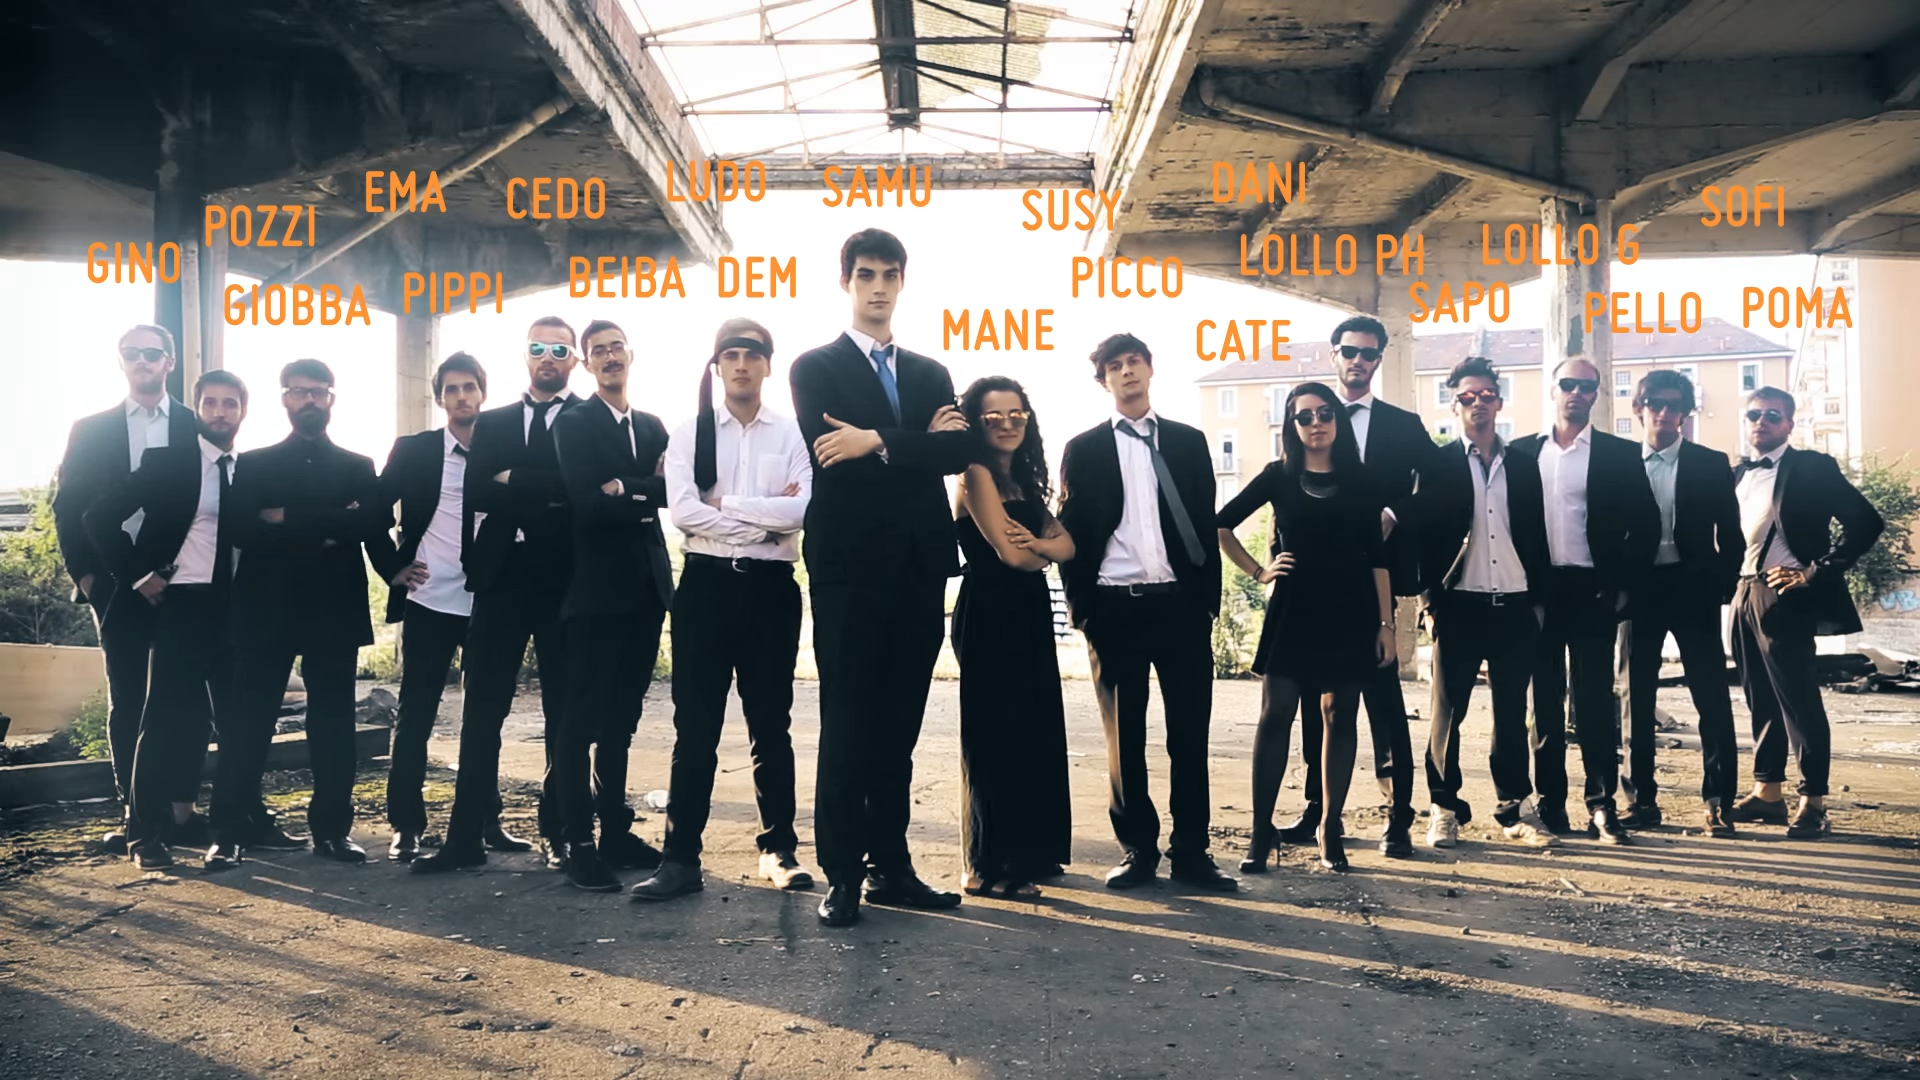 GINO
POZZI
GIOBBA
EMA
PIPPI
CEDO
BEIBA
LUDO
DEM
SAMU
MANE
SUSY
PICCO
CATE
DANI
LOLLO PH
SAPO
LOLLO G
PELLO
SOFI
POMA